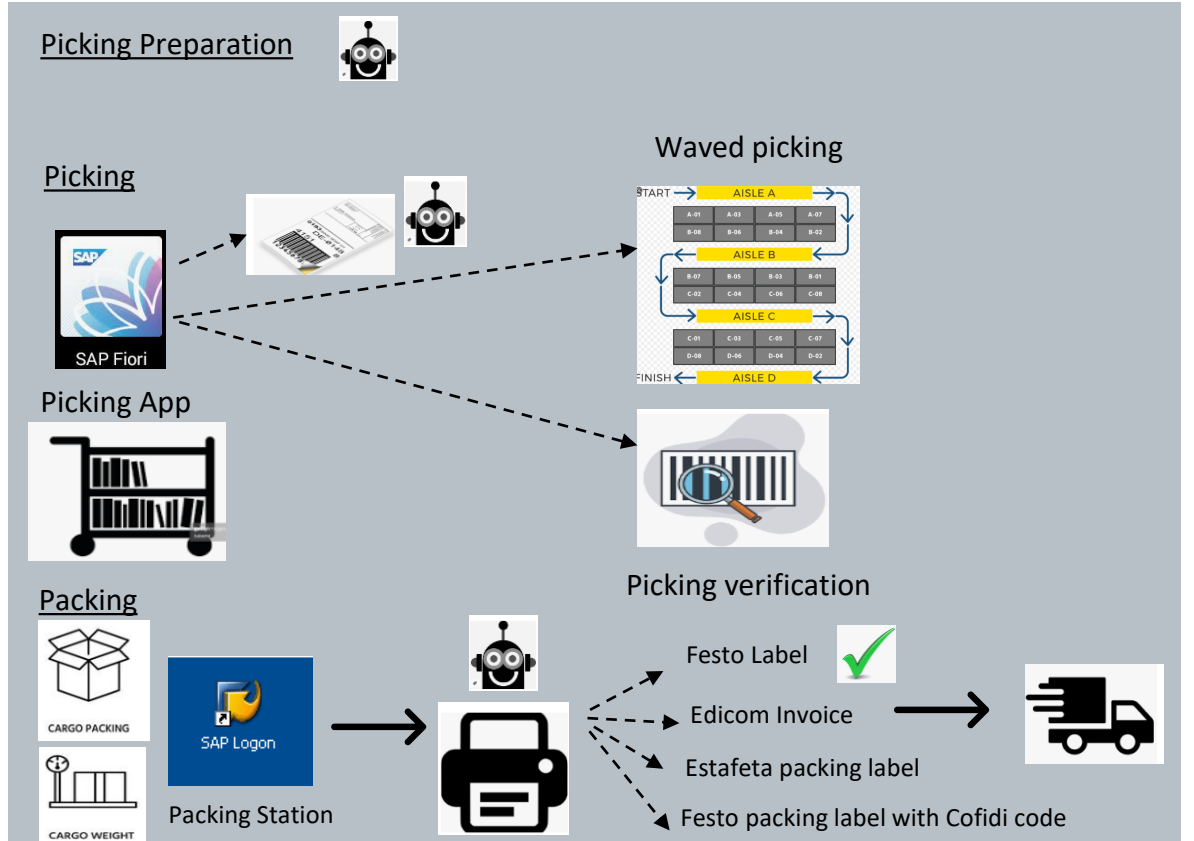 Picking Preparation
Waved picking
Picking
START
AISLE A
A-01 A-03 A-05 A-07
B-08 B-06 B-04 B-02
AISLE B
B-07 B-05 B-03 B-01
C-02 C-04 C-06 C-08
AISLE C
C-01 C-03 C-05 C-07
D-08 D-06 D-04 D-02
FINISH
AISLE D
SAP
SAP Fiori
Picking App
Picking verification
Packing
CARGO PACKING
SAP Logon
Packing Station
CARGO WEIGHT
Festo Label
Edicom Invoice
Estafeta packing label
Festo packing label with Cofidi code